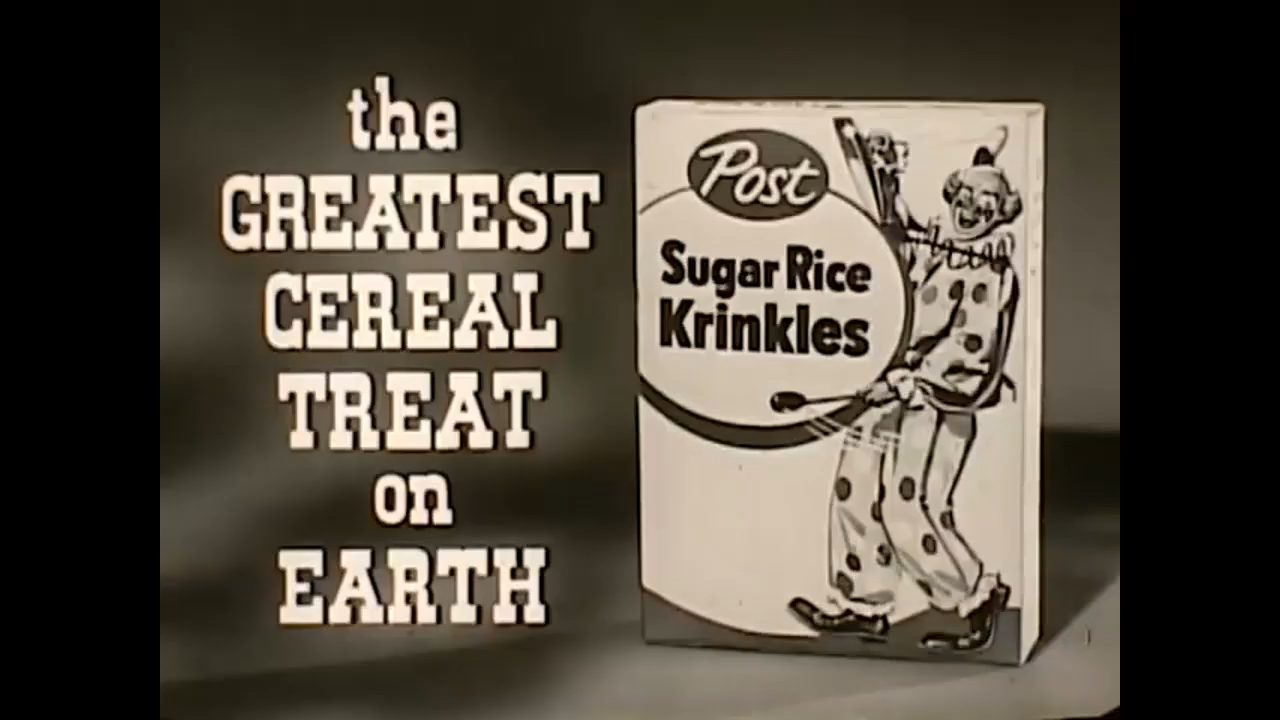 the
GREATEST
CEREAL
TREAT
on
EARTH
Post
Sugar Rice
Krinkles